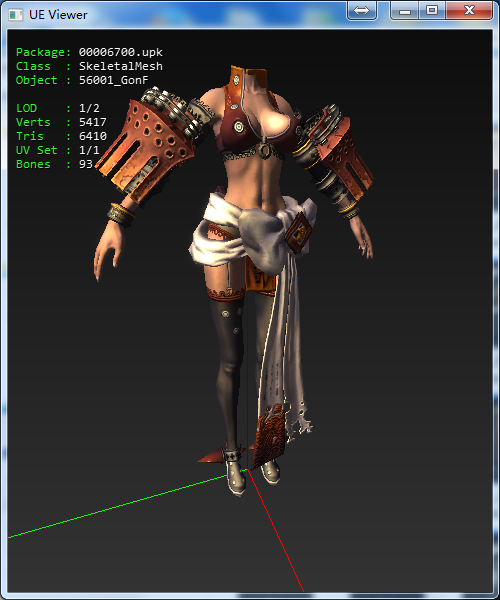 UE Viewer
Package: 00006700.upk
Class : SkeletalMesh
Object : 56001_GonF
LOD : 1/2
Verts : 5417
Tris : 6410
UV Set : 1/1
Bones : 93